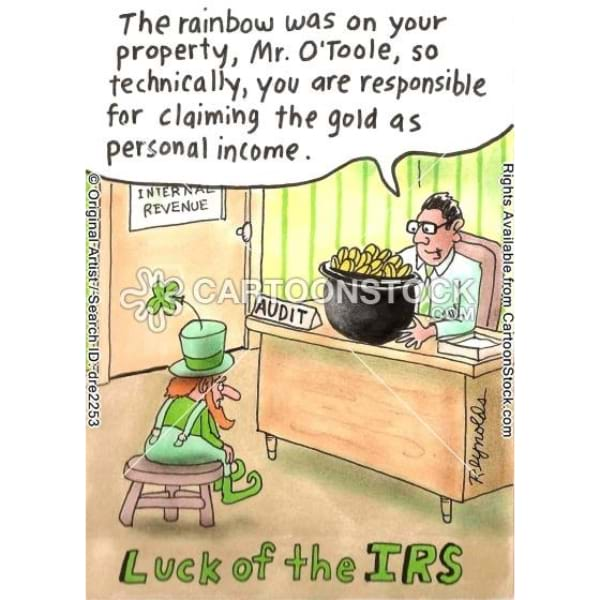 The rainbow was on your
property, Mr. O'Toole, so
technically, you are responsible
for claiming the gold as
personal income.
INTERNAL
REVENUE
AUDIT
CARTOONSTOCK
.COM
R.Reynolds
Luck of the IRS
© Original Artist / Search ID: dre2253
Rights Available from CartoonStock.com